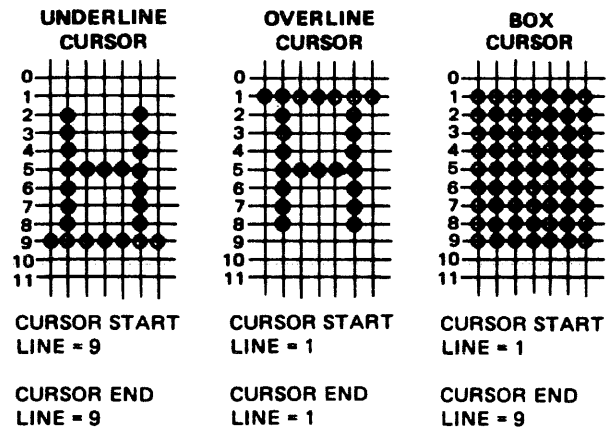 UNDERLINE
CURSOR
0
1
2
3
4
5
6
7
8
9
10
11
CURSOR START
LINE = 9
CURSOR END
LINE = 9
OVERLINE
CURSOR
0
1
2
3
4
5
6
7
8
9
10
11
CURSOR START
LINE = 1
CURSOR END
LINE = 1
BOX
CURSOR
0
1
2
3
4
5
6
7
8
9
10
11
CURSOR START
LINE = 1
CURSOR END
LINE = 9